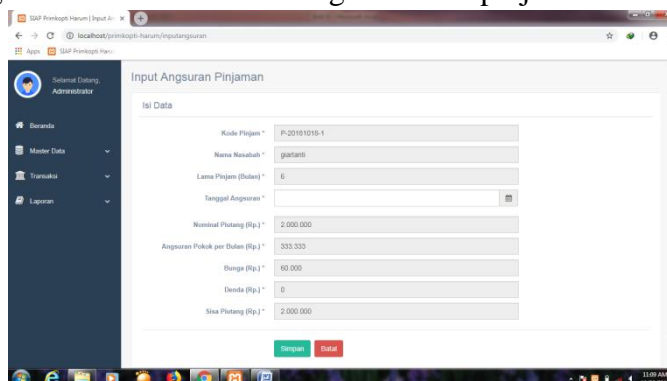 SIAP Primkopti Harum | Input An
localhost/primkopti-harum/inputangsuran
Apps SIAP Primkopti Haru
Selamat Datang,
Administrator
Input Angsuran Pinjaman
Isi Data
Beranda
Master Data
Transaksi
Laporan
Kode Pinjam * P-20181018-1
Nama Nasabah * giartanti
Lama Pinjam (Bulan) * 6
Tanggal Angsuran *
Nominal Piutang (Rp.) * 2.000.000
Angsuran Pokok per Bulan (Rp.) * 333.333
Bunga (Rp.) * 60.000
Denda (Rp.) * 0
Sisa Piutang (Rp.) * 2.000.000
Simpan Batal
11:09 AM